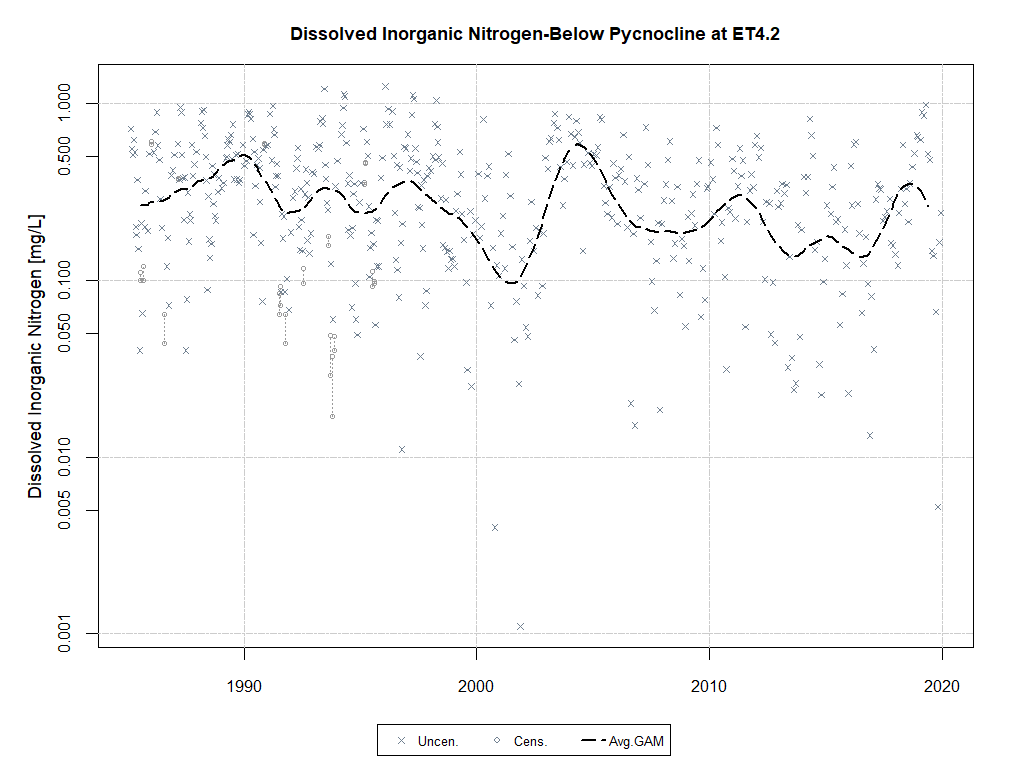 Dissolved Inorganic Nitrogen-Below Pycnocline at ET4.2
Dissolved Inorganic Nitrogen [mg/L]
1.000
0.500
0.100
0.050
0.010
0.005
0.001
1990
2000
2010
2020
Uncen.
Cens.
Avg.GAM